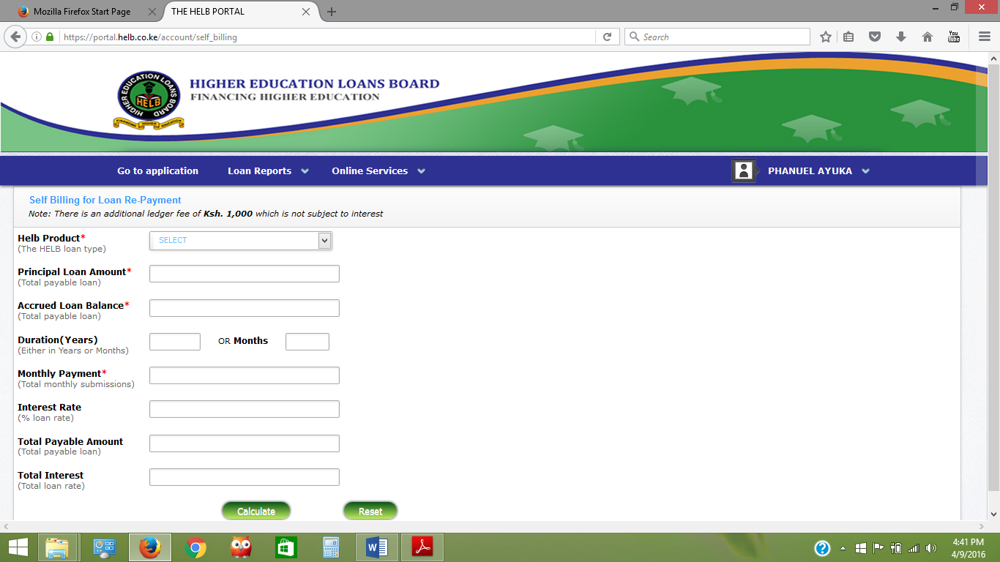 Mozilla Firefox Start Page
THE HELB PORTAL
https://portal.helb.co.ke/account/self_billing
Search
You Tube
HIGHER EDUCATION LOANS BOARD
HELB
FINANCING HIGHER EDUCATION
HIGHER EDUCATION LOANS BOARD
FINANCING HIGHER EDUCATION
Go to application
Loan Reports
Online Services
PHANUEL AYUKA
Self Billing for Loan Re-Payment
Note: There is an additional ledger fee of Ksh. 1,000 which is not subject to interest
Helb Product*
(The HELB loan type)
SELECT
Principal Loan Amount*
(Total payable loan)
Accrued Loan Balance*
(Total payable loan)
Duration(Years)
(Either in Years or Months)
OR Months
Monthly Payment*
(Total monthly submissions)
Interest Rate
(% loan rate)
Total Payable Amount
(Total payable loan)
Total Interest
(Total loan rate)
Calculate
Reset
4:41 PM
4/9/2016